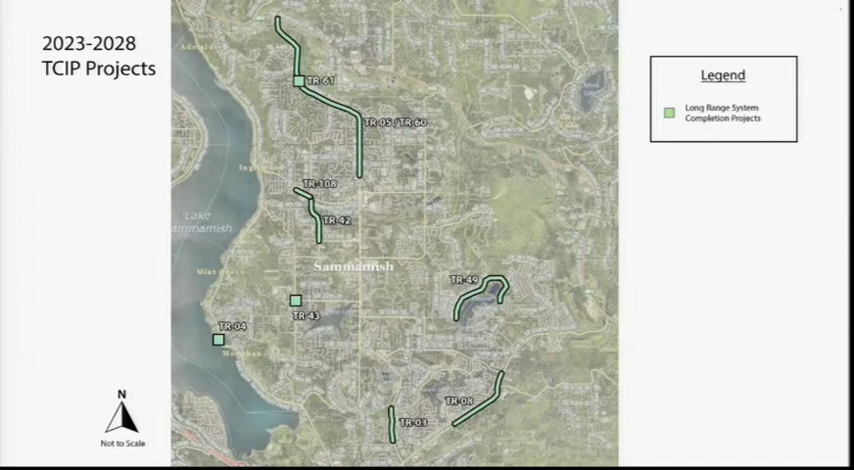 2023-2028
TCIP Projects
Legend
Long Range System
Completion Projects
TR-61
TR-05 / TR-60
TR-108
TR-42
Lake
Sammamish
TR-49
TR-43
TR-04
TR-08
TR-03
N
Not to Scale